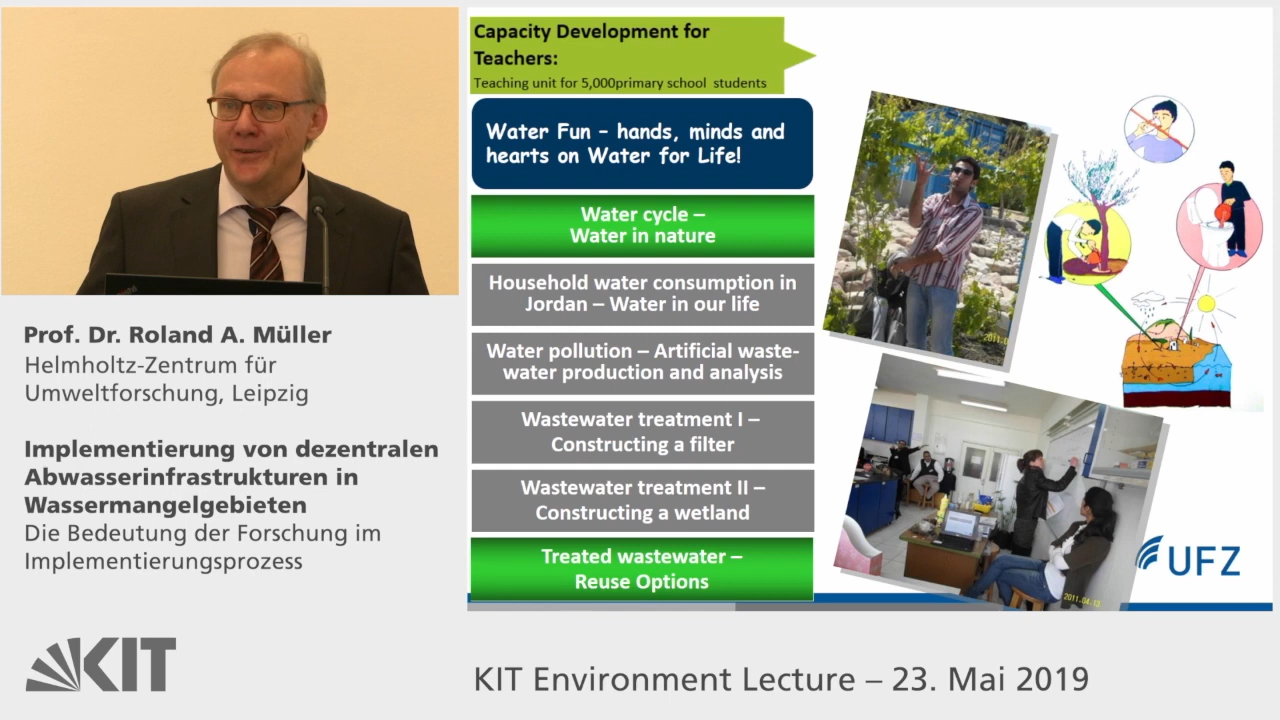 Prof. Dr. Roland A. Müller
Helmholtz-Zentrum für
Umweltforschung, Leipzig
Implementierung von dezentralen
Abwasserinfrastrukturen in
Wassermangelgebieten
Die Bedeutung der Forschung im
Implementierungsprozess
KIT
Capacity Development for
Teachers:
Teaching unit for 5,000primary school students
Water Fun – hands, minds and
hearts on Water for Life!
Water cycle –
Water in nature
Household water consumption in
Jordan – Water in our life
Water pollution – Artificial waste-
water production and analysis
Wastewater treatment I –
Constructing a filter
Wastewater treatment II –
Constructing a wetland
Treated wastewater –
Reuse Options
2011.04.13
UFZ
KIT Environment Lecture – 23. Mai 2019